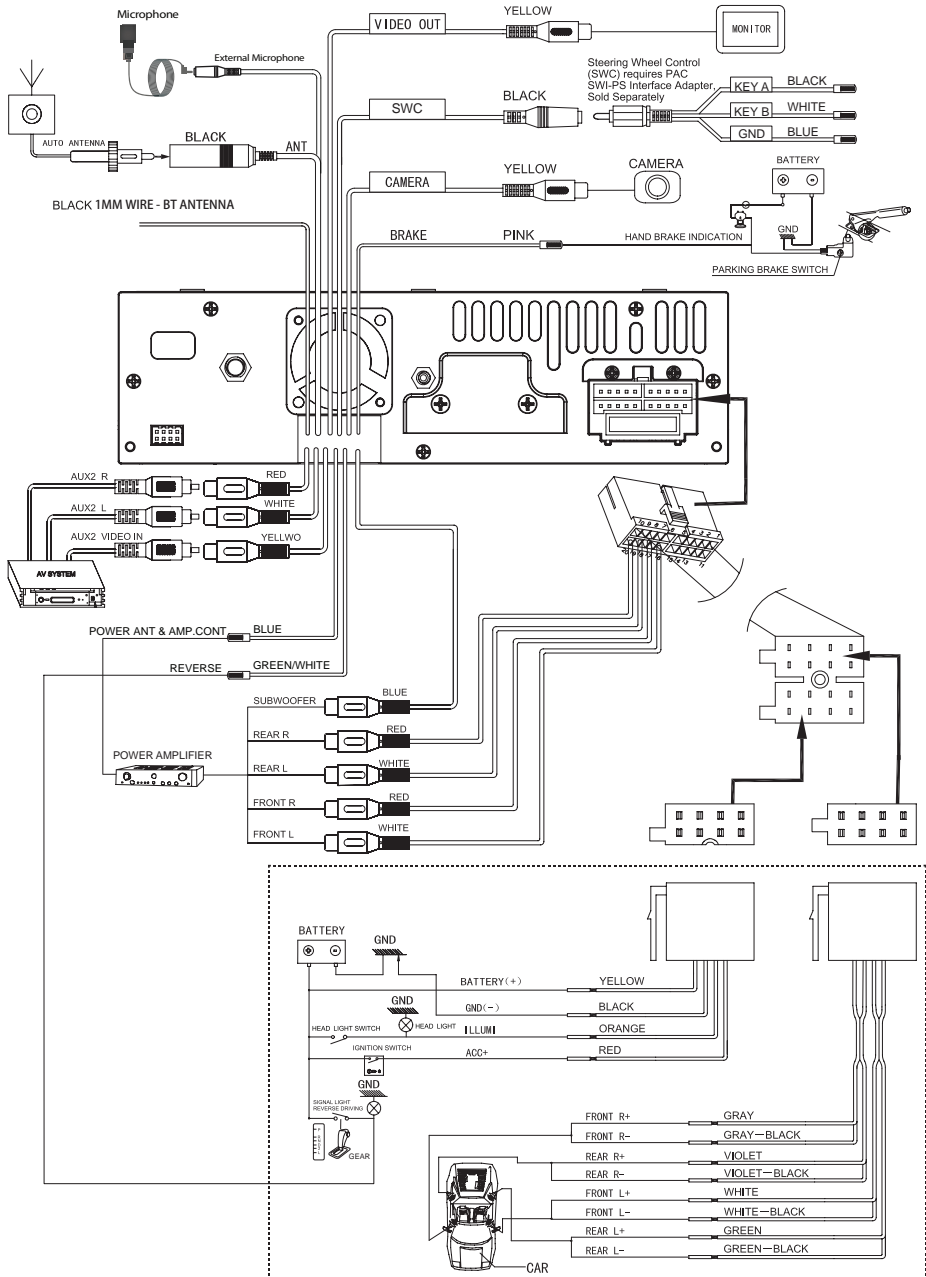 Microphone
VIDEO OUT
YELLOW
MONITOR
External Microphone
Steering Wheel Control
(SWC) requires PAC
SWI-PS Interface Adapter,
Sold Separately
SWC
BLACK
KEY A
BLACK
KEY B
WHITE
GND
BLUE
AUTO ANTENNA
BLACK
ANT
CAMERA
YELLOW
CAMERA
BATTERY
BLACK 1MM WIRE - BT ANTENNA
BRAKE
PINK
HAND BRAKE INDICATION
GND
PARKING BRAKE SWITCH
AUX2 R
RED
AUX2 L
WHITE
AUX2 VIDEO IN
YELLWO
AV SYSTEM
POWER ANT & AMP.CONT
BLUE
REVERSE
GREEN/WHITE
SUBWOOFER
BLUE
REAR R
RED
POWER AMPLIFIER
REAR L
WHITE
FRONT R
RED
FRONT L
WHITE
BATTERY
GND
BATTERY(+)
YELLOW
GND(-)
BLACK
GND
HEAD LIGHT SWITCH
HEAD LIGHT
ILLUMI
ORANGE
IGNITION SWITCH
ACC+
RED
GND
SIGNAL LIGHT
REVERSE DRIVING
GEAR
FRONT R+
GRAY
FRONT R-
GRAY-BLACK
REAR R+
VIOLET
REAR R-
VIOLET-BLACK
FRONT L+
WHITE
FRONT L-
WHITE-BLACK
REAR L+
GREEN
REAR L-
GREEN-BLACK
CAR